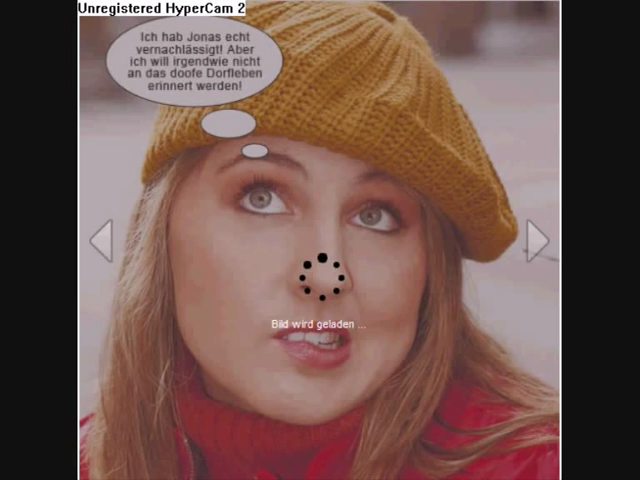 Unregistered HyperCam 2
Ich hab Jonas echt
vernachlässigt! Aber
ich will irgendwie nicht
an das doofe Dorfleben
erinnert werden!
Bild wird geladen ...